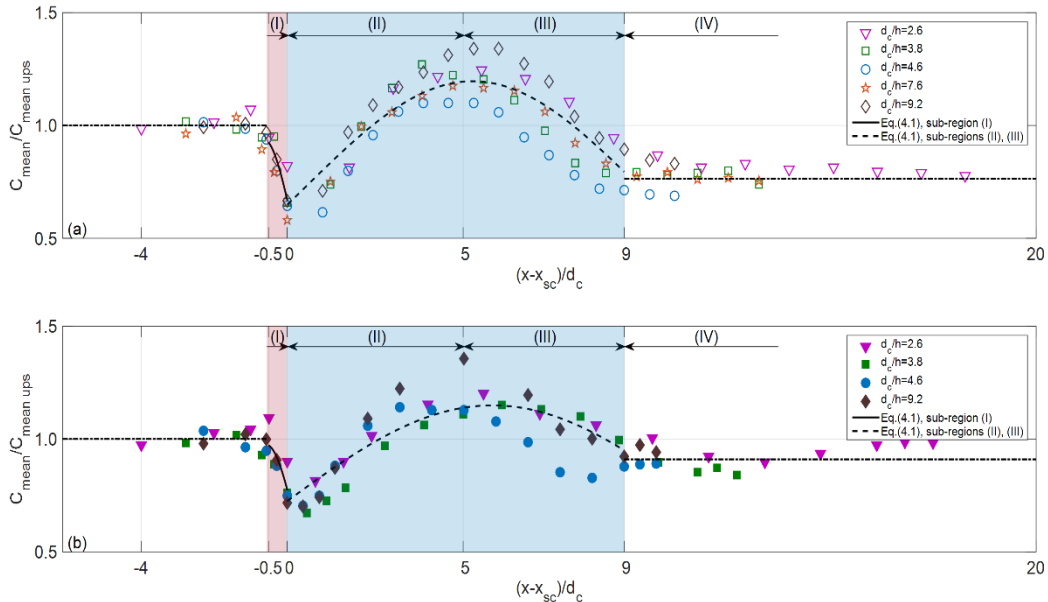 (I) (II) (III) (IV)
1.5
1.0
0.5
C_mean/C_mean ups
(a)
d_c/h=2.6
d_c/h=3.8
d_c/h=4.6
d_c/h=7.6
d_c/h=9.2
Eq.(4.1), sub-region (I)
Eq.(4.1), sub-regions (II), (III)
-4 -0.5 0 5 9 20
(x-x_sc)/d_c
(I) (II) (III) (IV)
1.5
1.0
0.5
C_mean/C_mean ups
(b)
d_c/h=2.6
d_c/h=3.8
d_c/h=4.6
d_c/h=9.2
Eq.(4.1), sub-region (I)
Eq.(4.1), sub-regions (II), (III)
-4 -0.5 0 5 9 20
(x-x_sc)/d_c